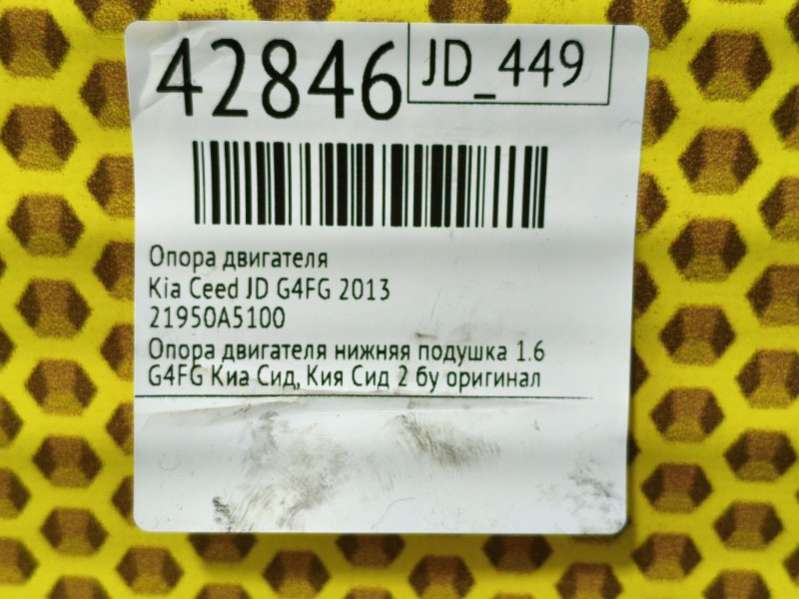 42846
JD_449
Опора двигателя
Kia Ceed JD G4FG 2013
21950A5100
Опора двигателя нижняя подушка 1.6
G4FG Киа Сид, Кия Сид 2 бу оригинал